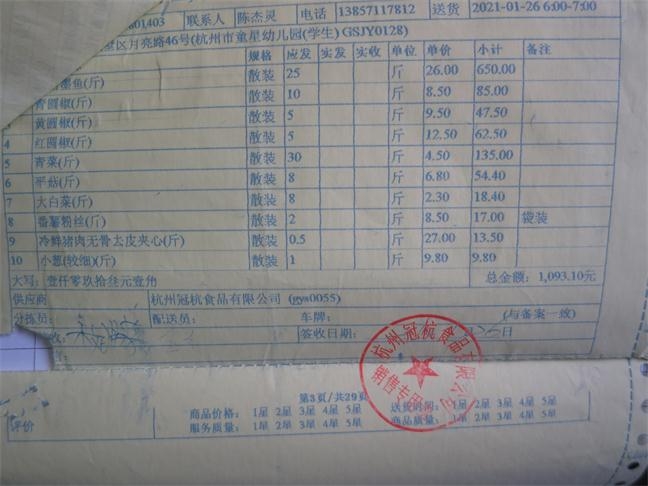 01403 联系人 陈杰灵 电话 13857117812 送货 2021-01-26 6:00-7:00
区月亮路46号(杭州市童星幼儿园(学生) GSJY0128)
规格 应发 实发 实收 单位 单价 小计 备注
鱼(斤) 散装 25 斤 26.00 650.00
青圆椒(斤) 散装 10 斤 8.50 85.00
3 黄圆椒(斤) 散装 5 斤 9.50 47.50
4 红圆椒(斤) 散装 5 斤 12.50 62.50
5 青菜(斤) 散装 30 斤 4.50 135.00
6 平菇(斤) 散装 8 斤 6.80 54.40
7 大白菜(斤) 散装 8 斤 2.30 18.40
8 番薯粉丝(斤) 散装 2 斤 8.50 17.00 袋装
9 冷鲜猪肉无骨去皮夹心(斤) 散装 0.5 斤 27.00 13.50
10 小葱(较细)(斤) 散装 1 斤 9.80 9.80
大写: 壹仟零玖拾叁元壹角 总金额: 1,093.10元
供应商 杭州冠杭食品有限公司 (gys0055)
分拣员: 配送员: 车牌: (与备案一致)
收: 签收日期: 日
杭州冠杭食品有限公司
销售专用
第3页/共29页
评价 商品价格: 1星 2星 3星 4星 5星 送货时间: 1星 2星 3星 4星 5星
服务质量: 1星 2星 3星 4星 5星 商品质量: 1星 2星 3星 4星 5星